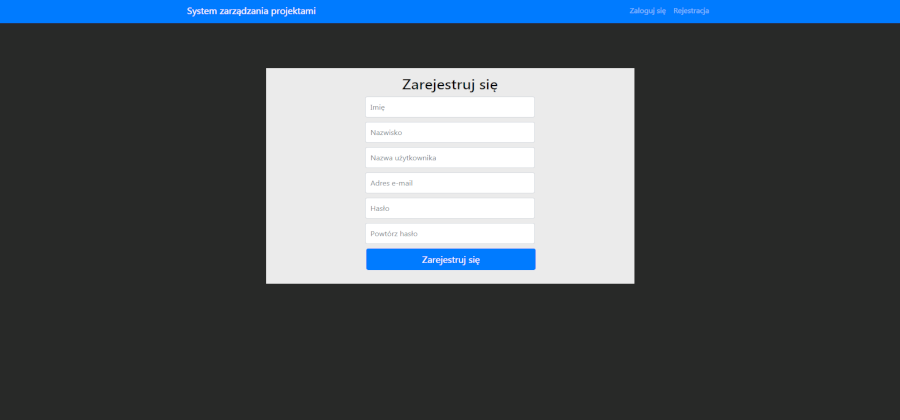 System zarządzania projektami
Zaloguj się Rejestracja
Zarejestruj się
Imię
Nazwisko
Nazwa użytkownika
Adres e-mail
Hasło
Powtórz hasło
Zarejestruj się